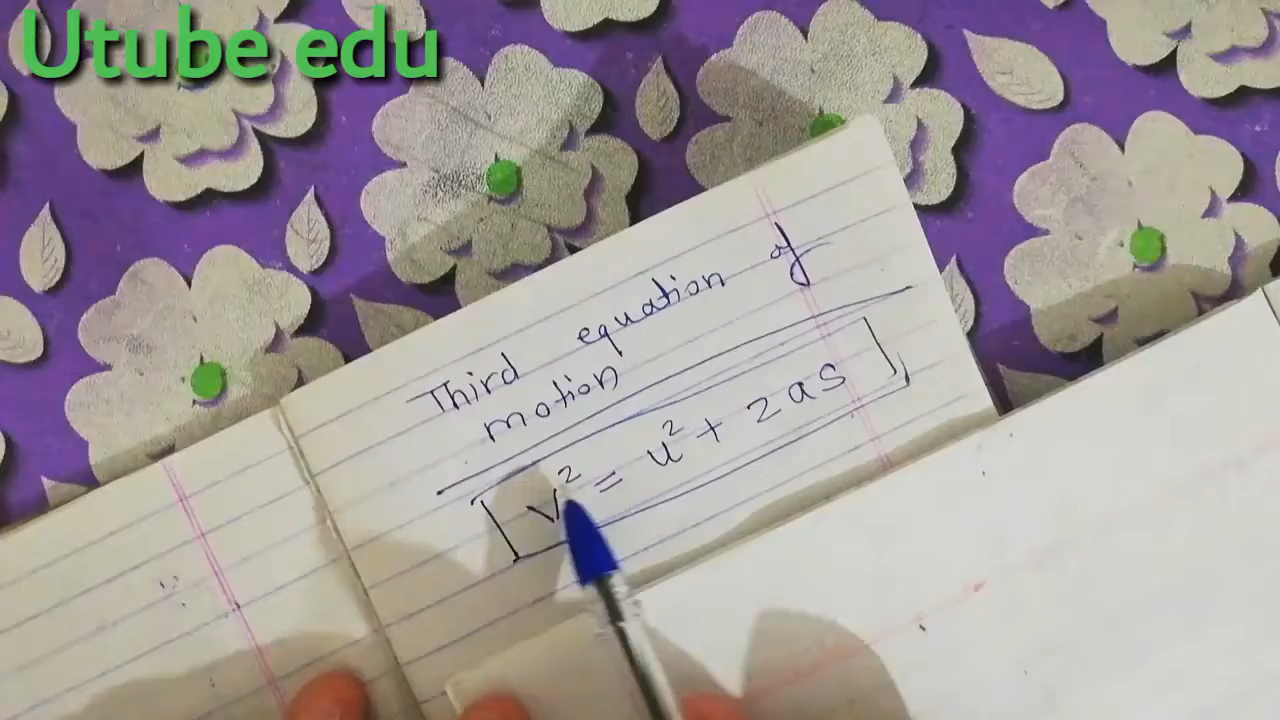 Utube edu
Third equation of
motion
[v² = u² + 2as]